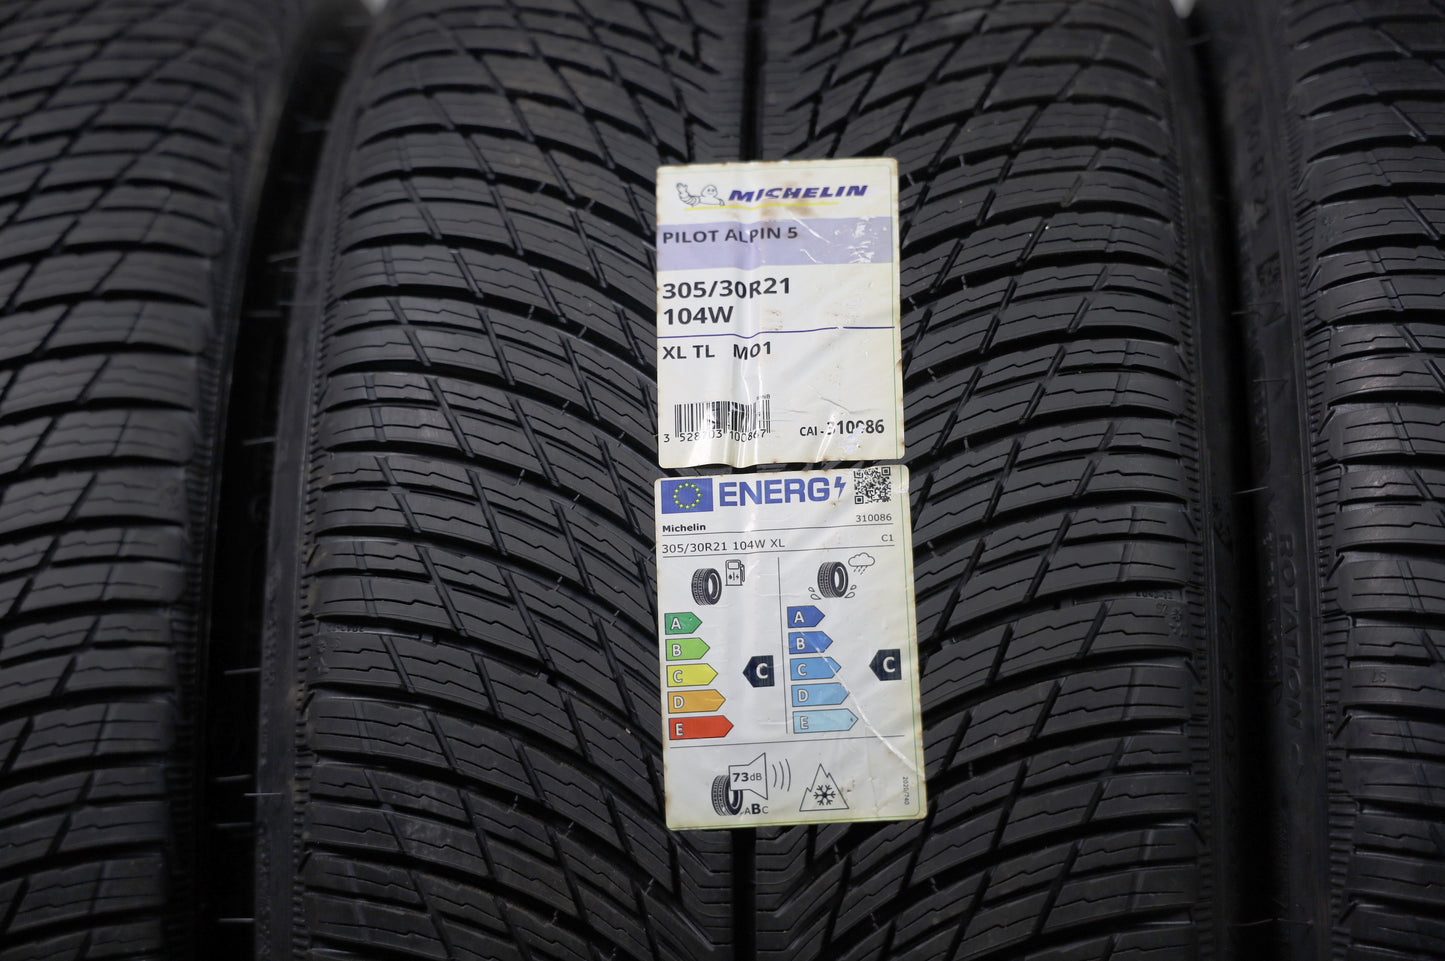 MICHELIN
PILOT ALPIN 5
305/30R21
104W
XL TL MO1
CAI - 310086
ENERG
Michelin 310086
305/30R21 104W XL C1
A A
B B
C C C C
D D
E E
73dB
ABC
2020/740
ROTATION